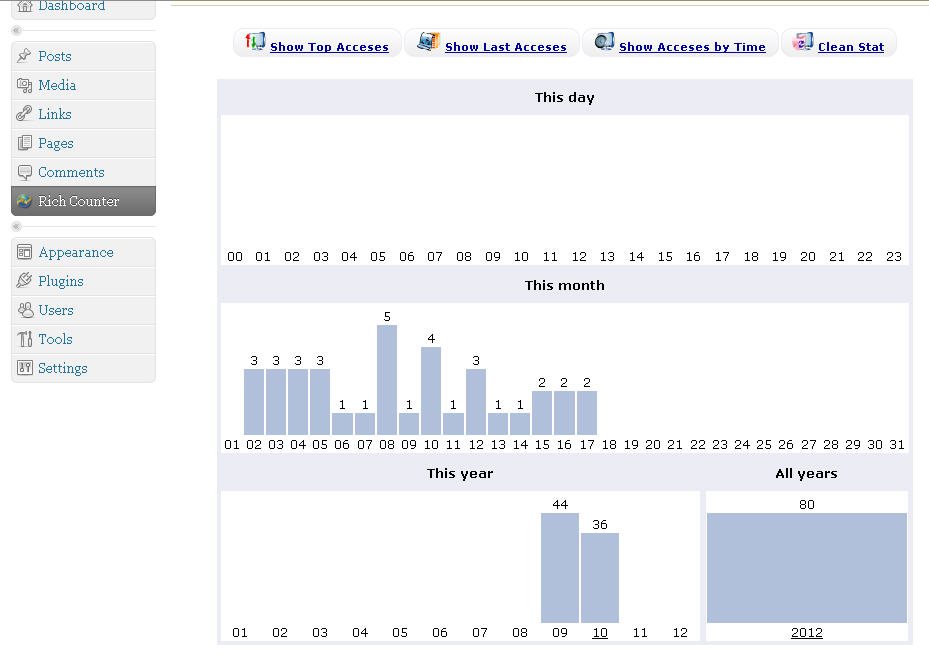 Dashboard
Posts
Media
Links
Pages
Comments
Rich Counter
Appearance
Plugins
Users
Tools
Settings
Show Top Acceses Show Last Acceses Show Acceses by Time Clean Stat
This day
00 01 02 03 04 05 06 07 08 09 10 11 12 13 14 15 16 17 18 19 20 21 22 23
This month
3 3 3 3 1 1 5 1 4 1 3 1 1 2 2 2
01 02 03 04 05 06 07 08 09 10 11 12 13 14 15 16 17 18 19 20 21 22 23 24 25 26 27 28 29 30 31
This year
44 36
01 02 03 04 05 06 07 08 09 10 11 12
All years
80
2012